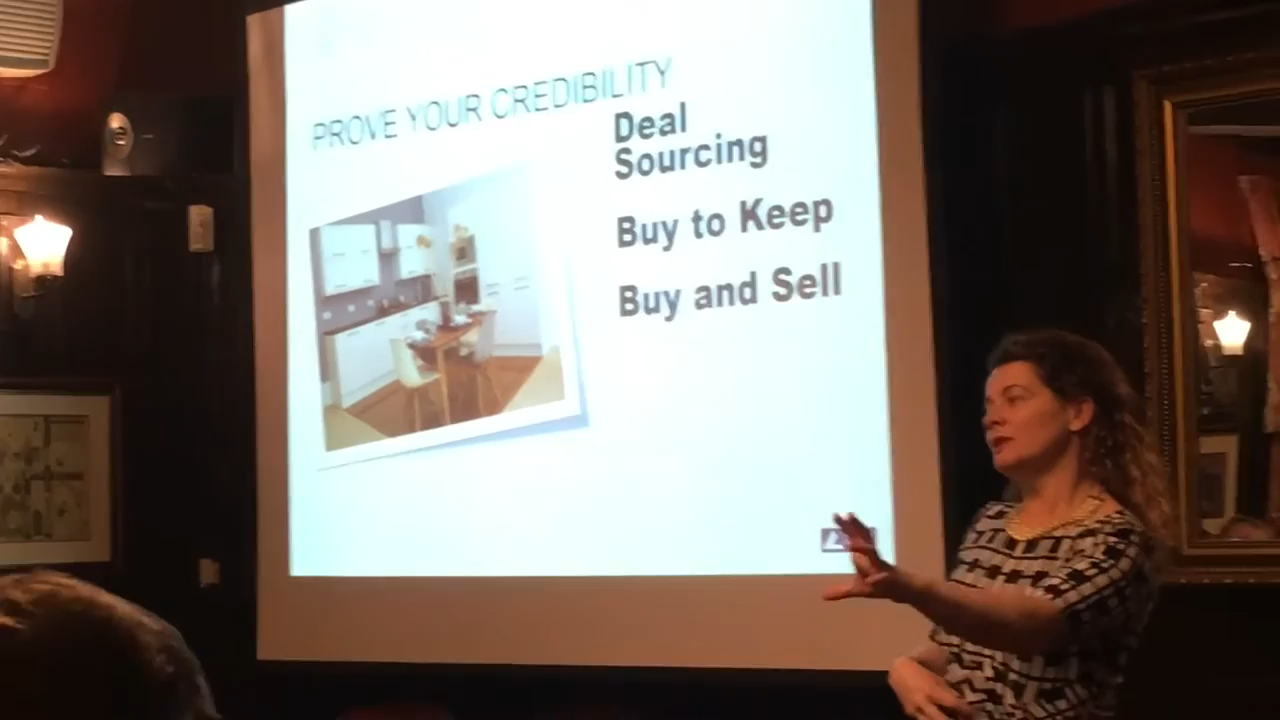 PROVE YOUR CREDIBILITY
Deal
Sourcing
Buy to Keep
Buy and Sell